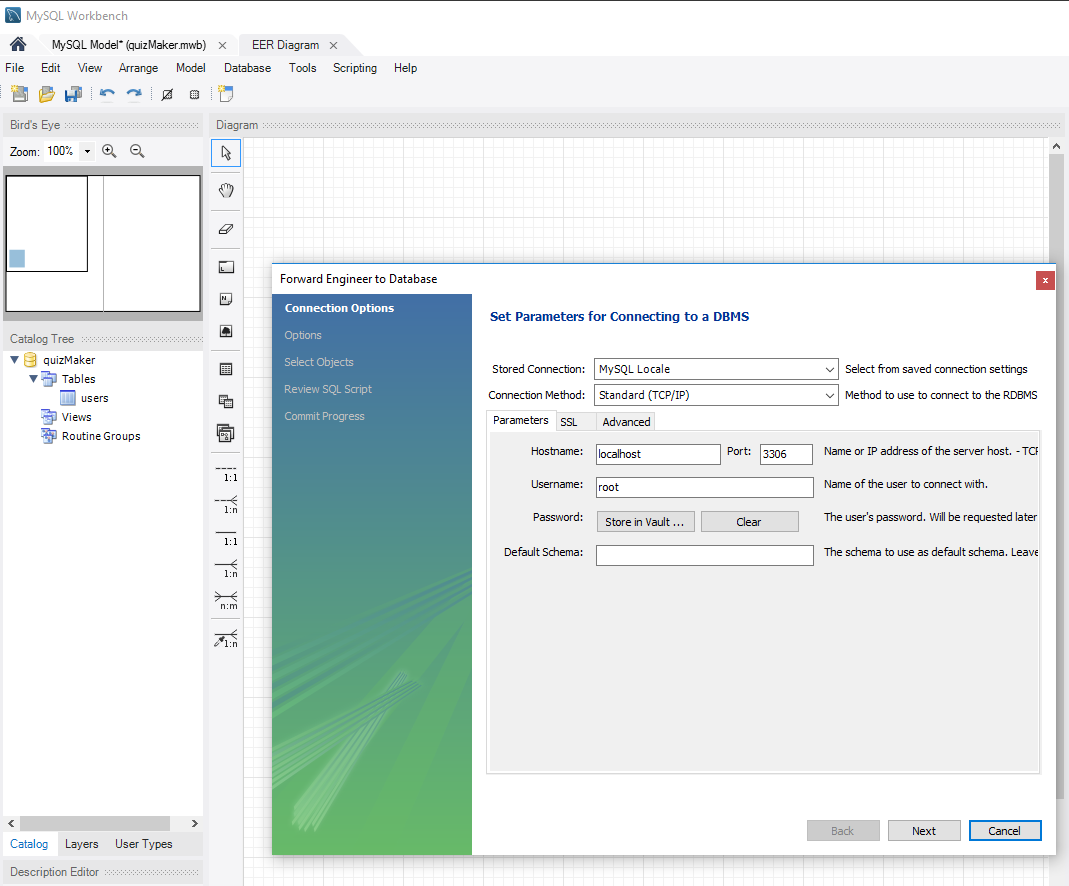 MySQL Workbench
MySQL Model* (quizMaker.mwb) EER Diagram
File Edit View Arrange Model Database Tools Scripting Help
Bird's Eye
Diagram
Zoom: 100%
Catalog Tree
quizMaker
Tables
users
Views
Routine Groups
1:1
1:n
1:1
1:n
n:m
1:n
Forward Engineer to Database
Connection Options
Options
Select Objects
Review SQL Script
Commit Progress
Set Parameters for Connecting to a DBMS
Stored Connection: MySQL Locale Select from saved connection settings
Connection Method: Standard (TCP/IP) Method to use to connect to the RDBMS
Parameters SSL Advanced
Hostname: localhost Port: 3306 Name or IP address of the server host. - TCP
Username: root Name of the user to connect with.
Password: Store in Vault ... Clear The user's password. Will be requested later
Default Schema: The schema to use as default schema. Leave
Back Next Cancel
Catalog Layers User Types
Description Editor